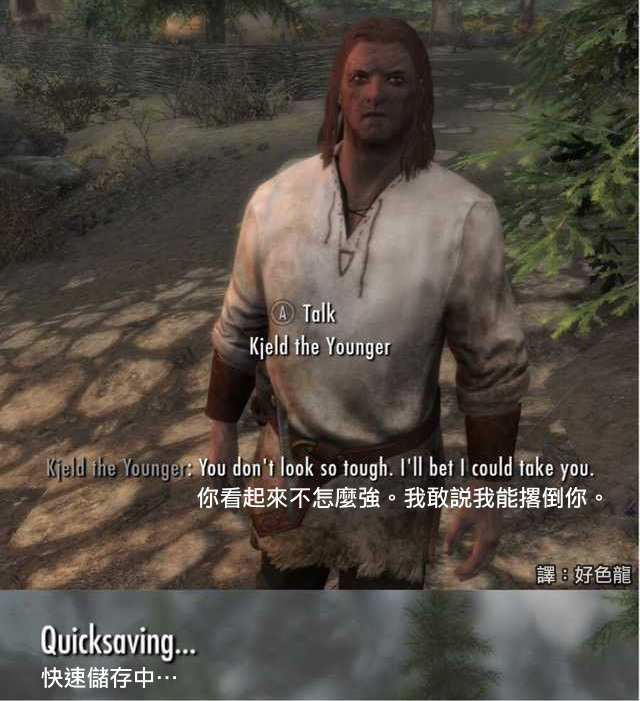 Ⓐ Talk
Kjeld the Younger
Kjeld the Younger: You don't look so tough. I'll bet I could take you.
你看起來不怎麼強。我敢説我能撂倒你。
譯：好色龍
Quicksaving...
快速儲存中⋯